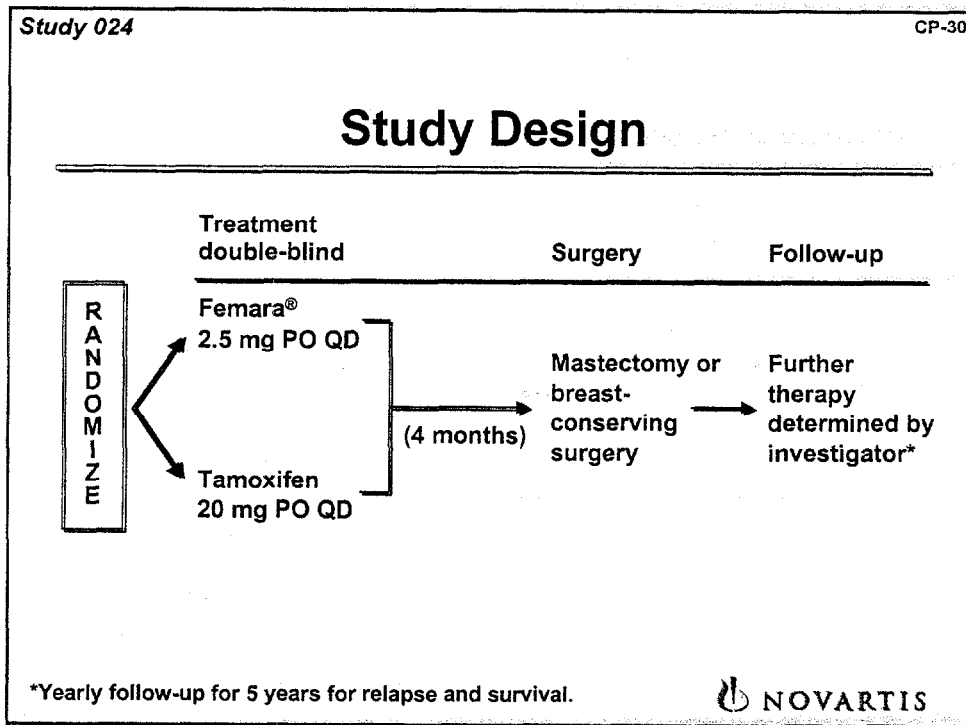 Study 024
CP-30
Study Design
Treatment
double-blind
Surgery
Follow-up
RANDOMIZE
Femara®
2.5 mg PO QD
Tamoxifen
20 mg PO QD
(4 months)
Mastectomy or
breast-
conserving
surgery
Further
therapy
determined by
investigator*
*Yearly follow-up for 5 years for relapse and survival.
NOVARTIS